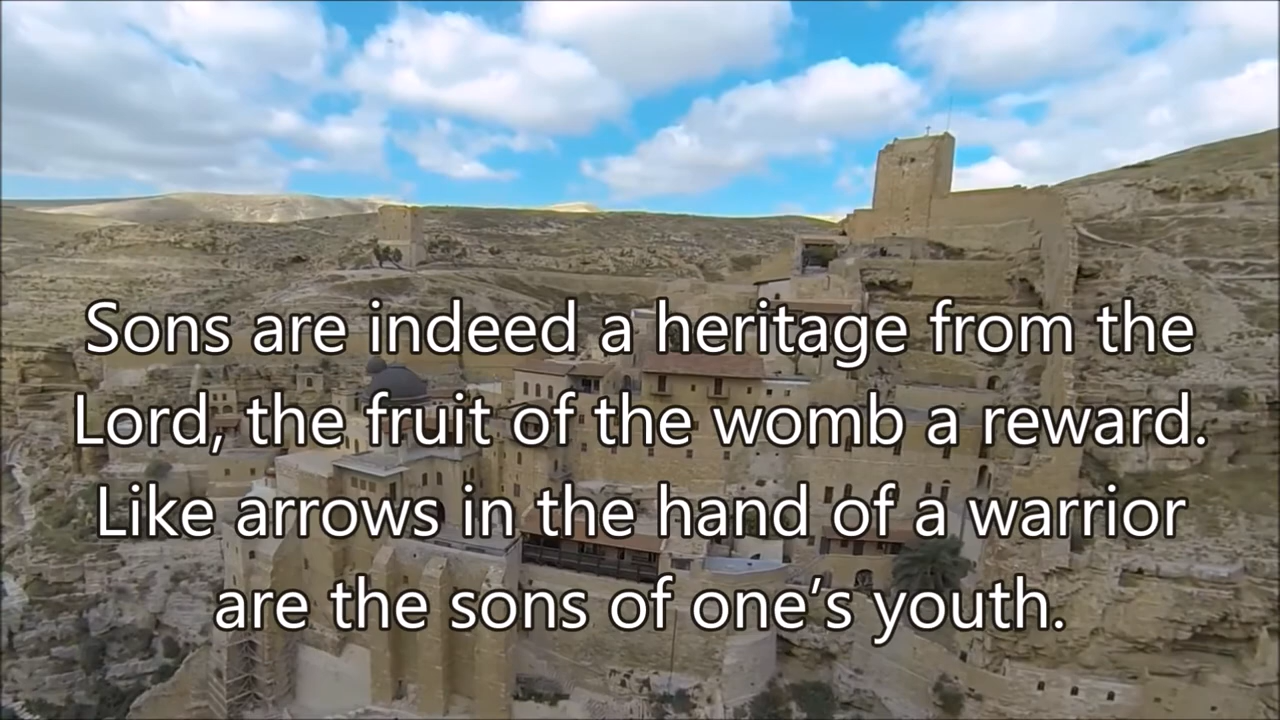 Sons are indeed a heritage from the
Lord, the fruit of the womb a reward.
Like arrows in the hand of a warrior
are the sons of one’s youth.